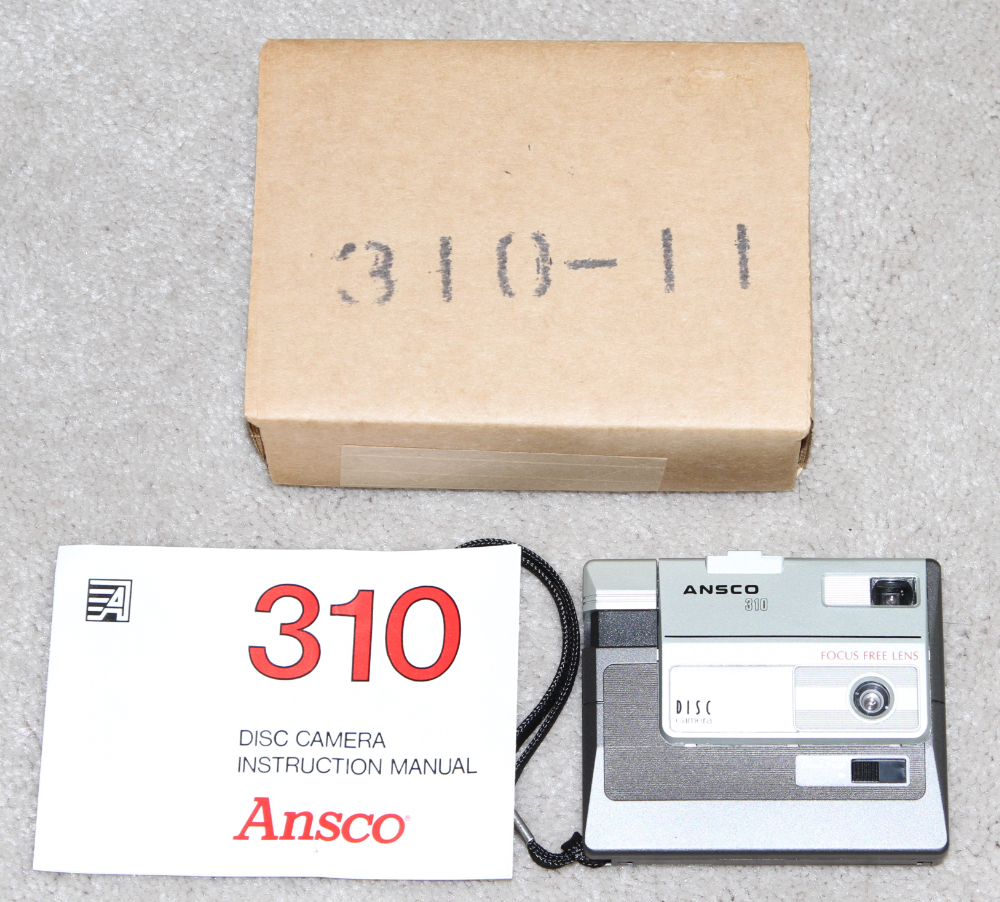 310-11
A
310
DISC CAMERA
INSTRUCTION MANUAL
Ansco
ANSCO
310
FOCUS FREE LENS
DISC
camera